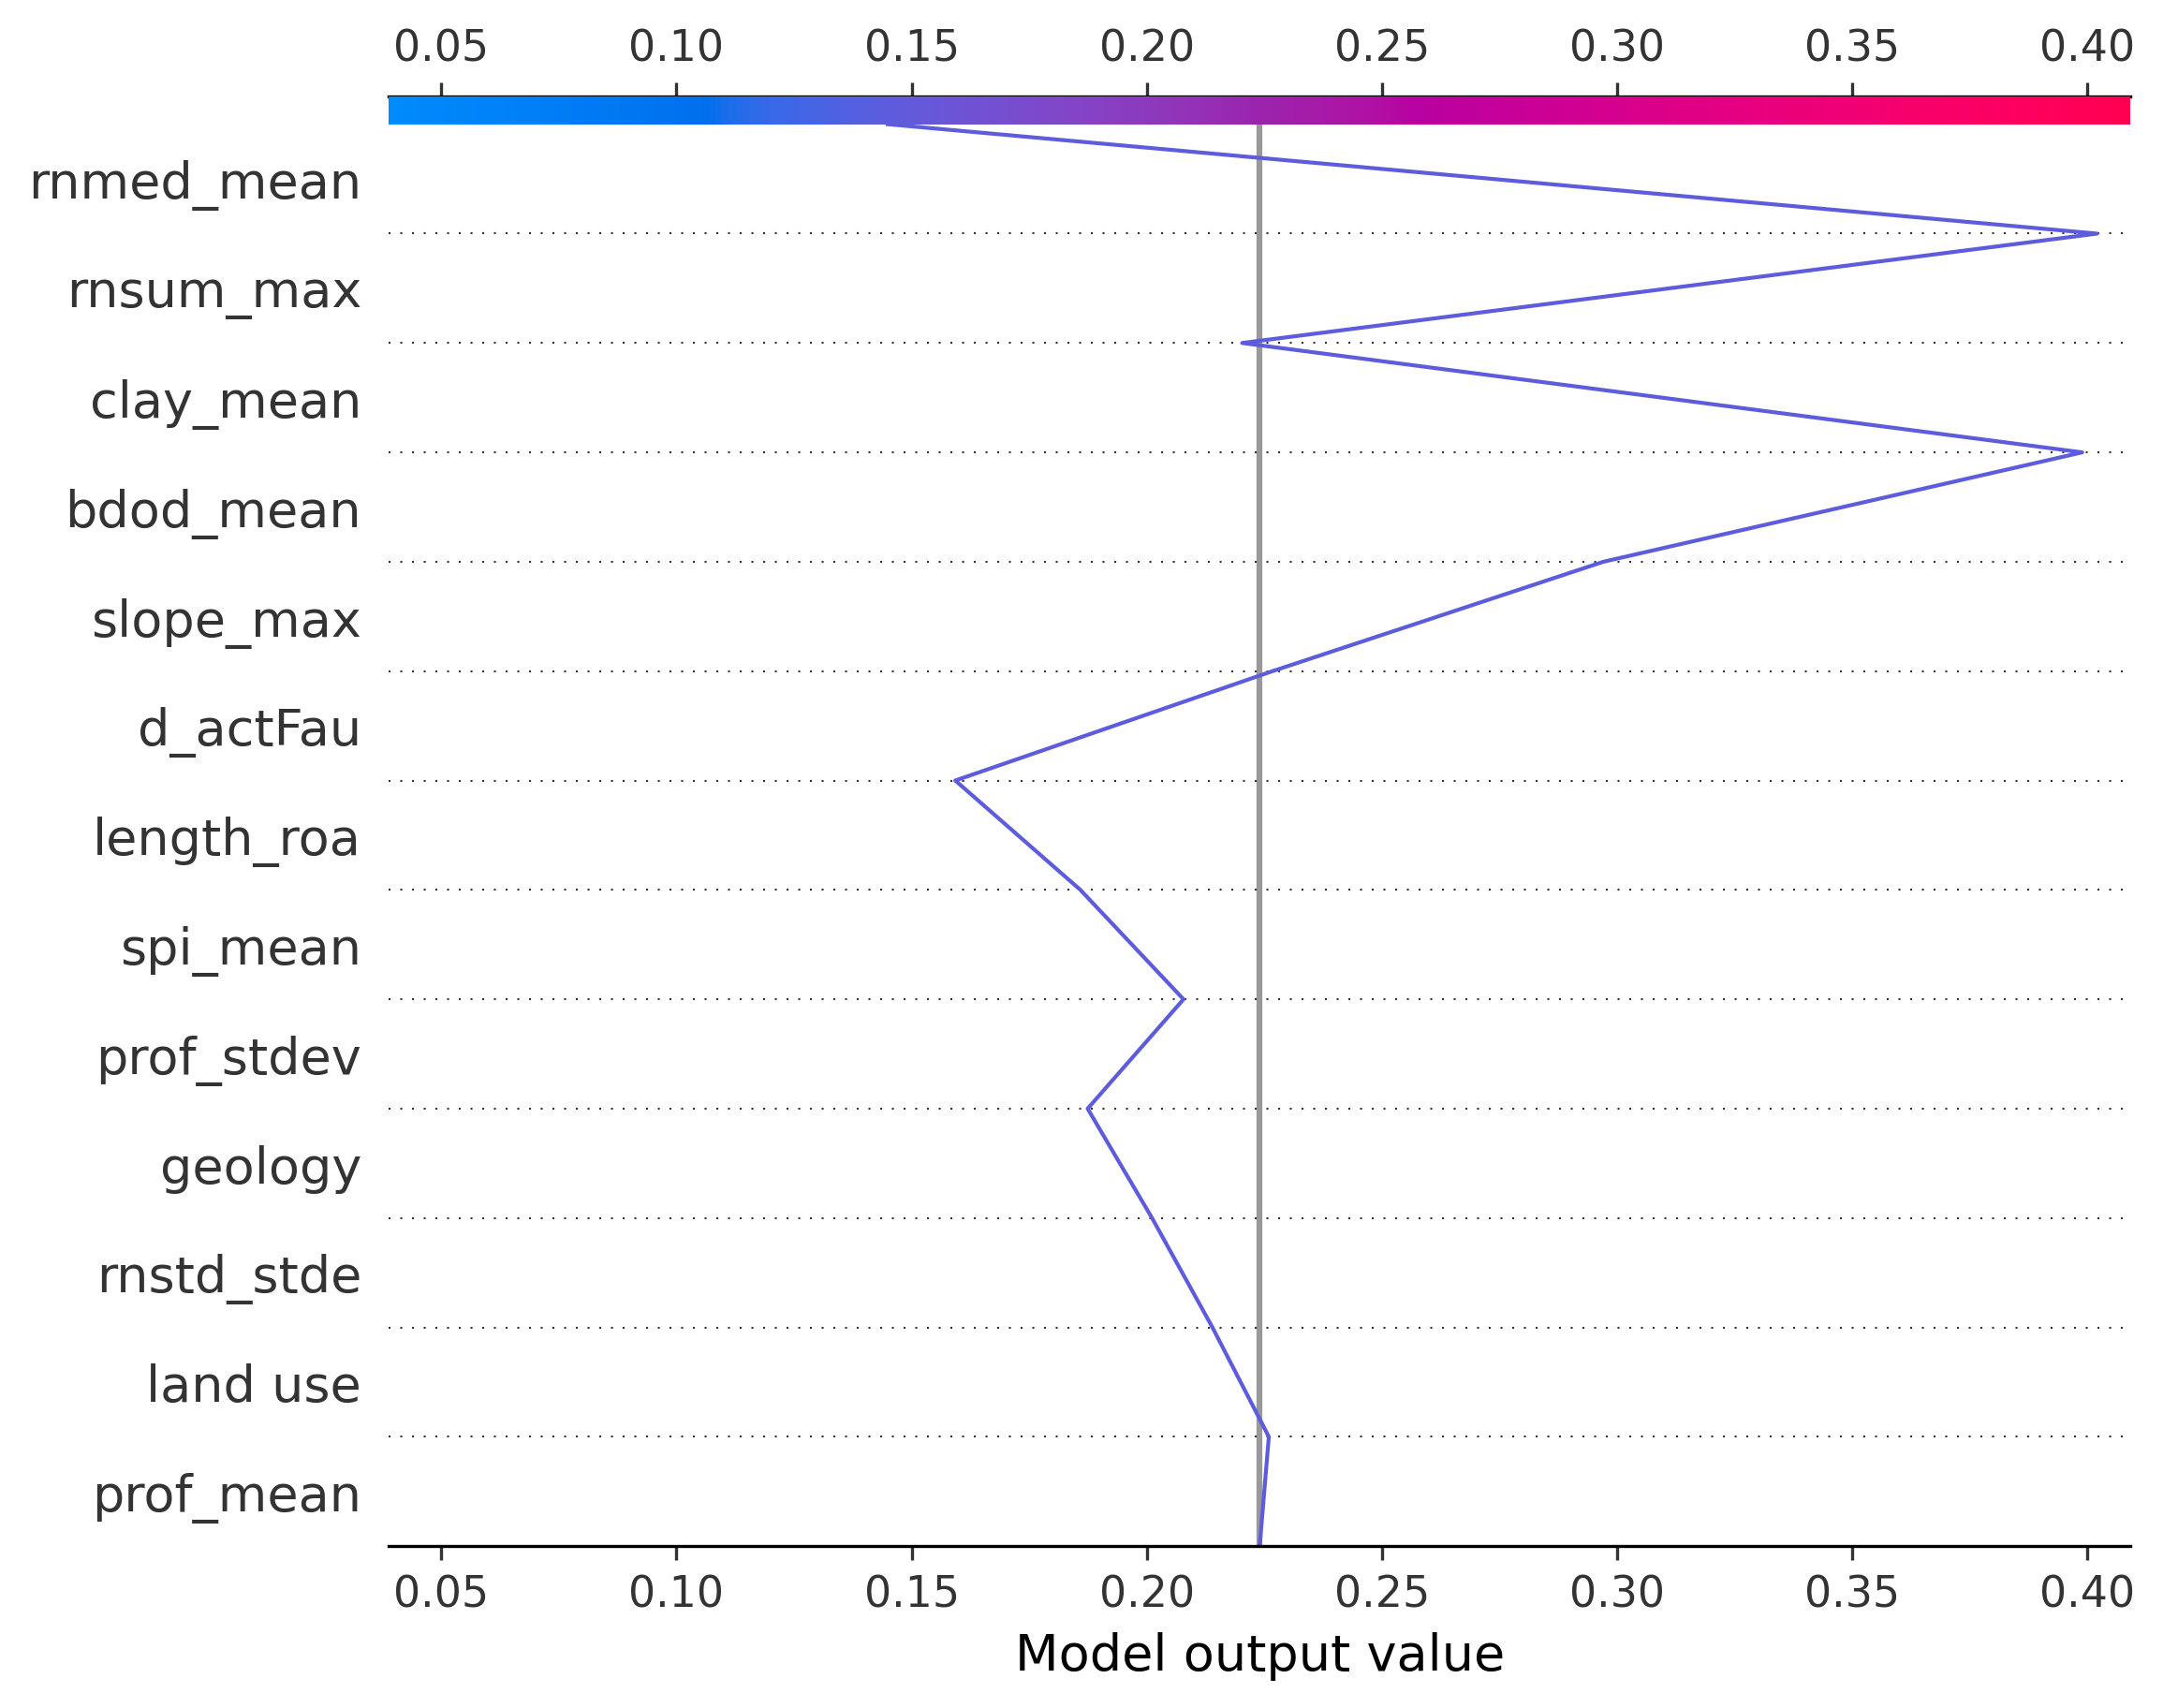 0.05 0.10 0.15 0.20 0.25 0.30 0.35 0.40
rnmed_mean
rnsum_max
clay_mean
bdod_mean
slope_max
d_actFau
length_roa
spi_mean
prof_stdev
geology
rnstd_stde
land use
prof_mean
0.05 0.10 0.15 0.20 0.25 0.30 0.35 0.40
Model output value